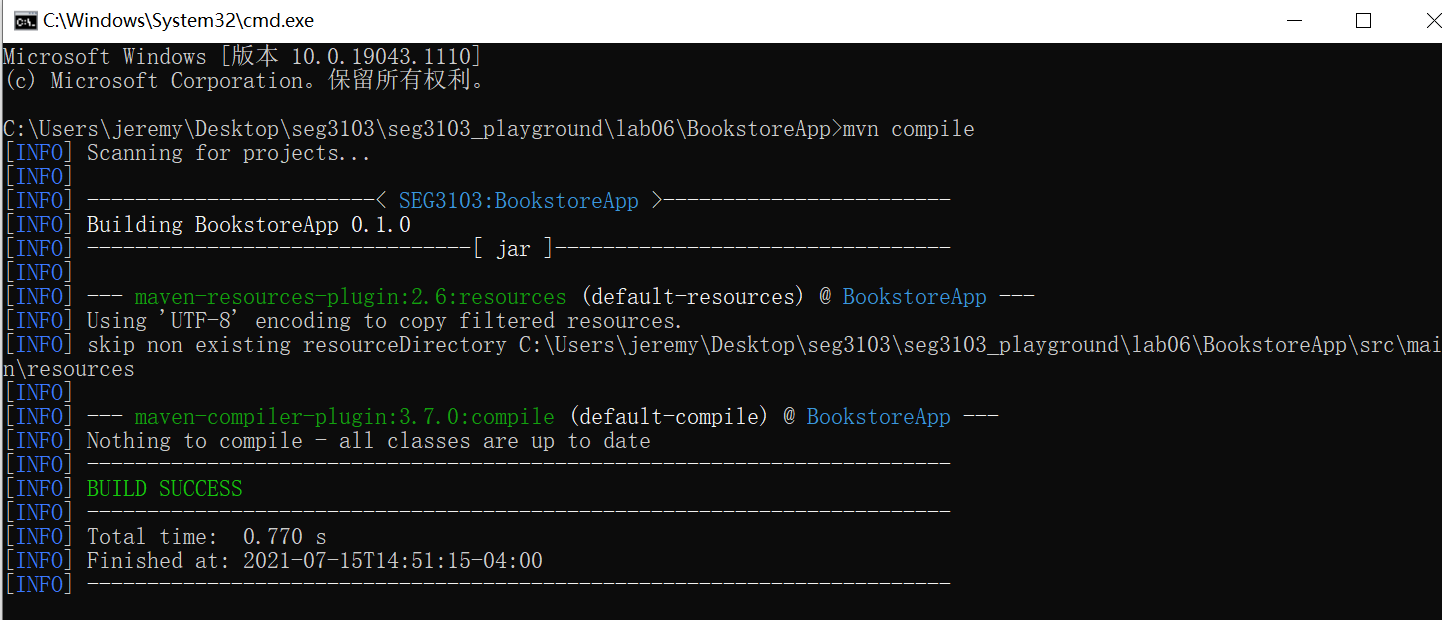 C:\Windows\System32\cmd.exe
Microsoft Windows [版本 10.0.19043.1110]
(c) Microsoft Corporation。保留所有权利。
C:\Users\jeremy\Desktop\seg3103\seg3103_playground\lab06\BookstoreApp>mvn compile
[INFO] Scanning for projects...
[INFO]
[INFO] ------------------------< SEG3103:BookstoreApp >------------------------
[INFO] Building BookstoreApp 0.1.0
[INFO] --------------------------------[ jar ]---------------------------------
[INFO]
[INFO] --- maven-resources-plugin:2.6:resources (default-resources) @ BookstoreApp ---
[INFO] Using 'UTF-8' encoding to copy filtered resources.
[INFO] skip non existing resourceDirectory C:\Users\jeremy\Desktop\seg3103\seg3103_playground\lab06\BookstoreApp\src\mai
n\resources
[INFO]
[INFO] --- maven-compiler-plugin:3.7.0:compile (default-compile) @ BookstoreApp ---
[INFO] Nothing to compile - all classes are up to date
[INFO] ------------------------------------------------------------------------
[INFO] BUILD SUCCESS
[INFO] ------------------------------------------------------------------------
[INFO] Total time:  0.770 s
[INFO] Finished at: 2021-07-15T14:51:15-04:00
[INFO] ------------------------------------------------------------------------